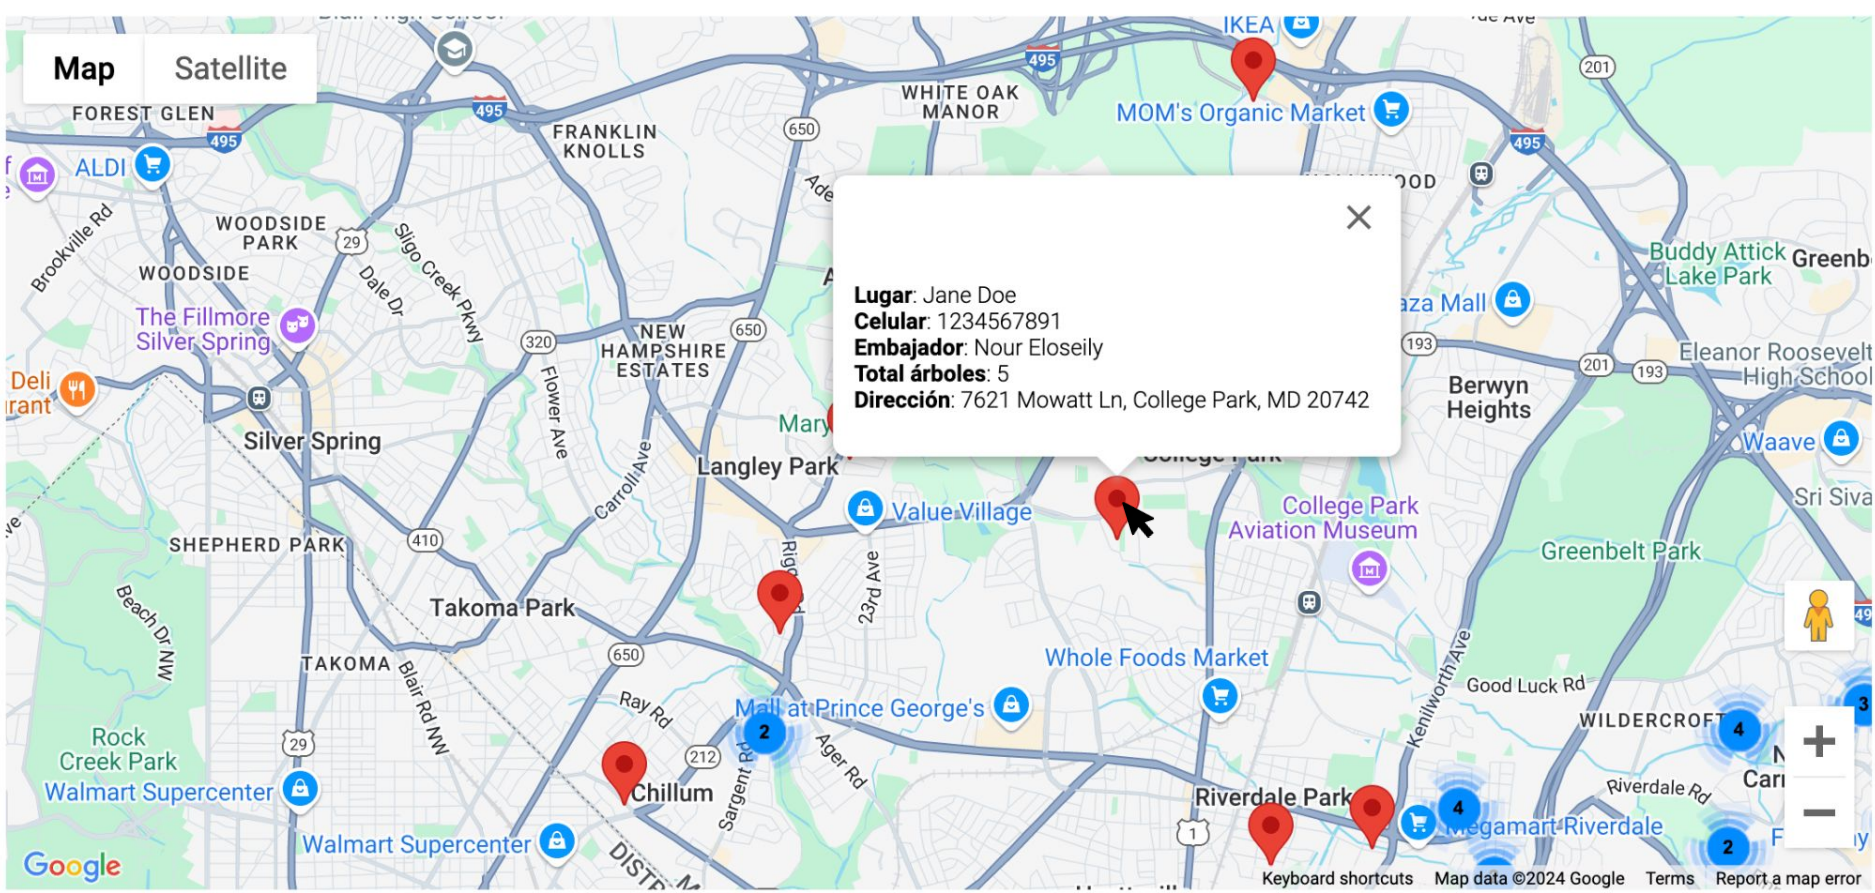 IKEA
Map
Satellite
495
201
FOREST GLEN
495
WHITE OAK
MANOR
MOM's Organic Market
650
FRANKLIN
KNOLLS
495
495
ALDI
WOODSIDE
PARK
29
Sligo Creek Pkwy
Brookville Rd
WOODSIDE
Dale Dr
Buddy Attick
Lake Park
The Fillmore
Silver Spring
Lugar: Jane Doe
Celular: 1234567891
Embajador: Nour Eloseily
Total árboles: 5
Dirección: 7621 Mowatt Ln, College Park, MD 20742
320
NEW
HAMPSHIRE
ESTATES
650
193
201
193
Eleanor Roosevelt
High School
Deli
Flower Ave
Berwyn
Heights
Silver Spring
Mary
Langley Park
College Park
Waave
Carroll Ave
Value Village
College Park
Aviation Museum
Sri Siva
SHEPHERD PARK
410
Greenbelt Park
23rd Ave
Beach Dr NW
Takoma Park
TAKOMA
650
Blair Rd NW
Whole Foods Market
Kenilworth Ave
Good Luck Rd
Ray Rd
Mall at Prince George's
2
WILDERCROFT
4
3
Rock
Creek Park
29
212
Sargent Rd
Ager Rd
Walmart Supercenter
Chillum
Riverdale Park
4
Riverdale Rd
Walmart Supercenter
1
Megamart Riverdale
2
Google
Keyboard shortcuts
Map data ©2024 Google
Terms
Report a map error